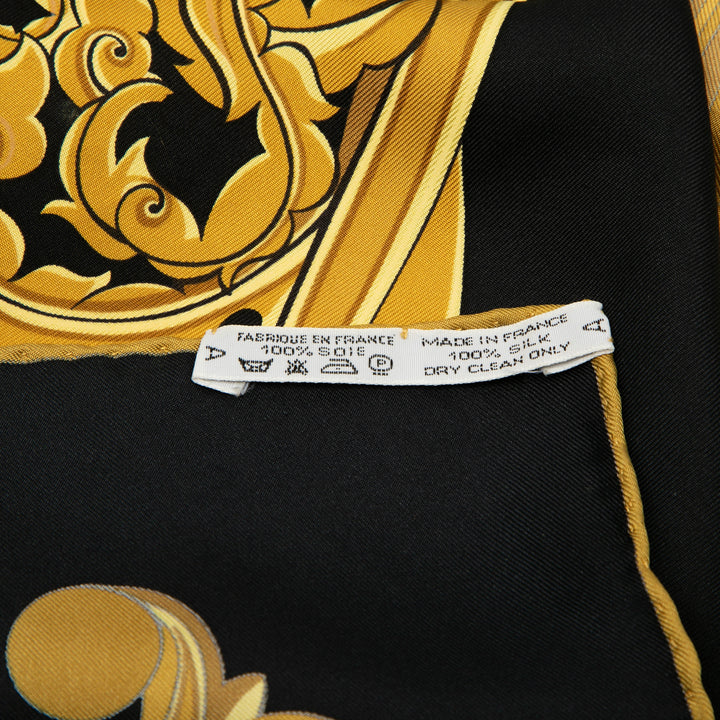 A
FABRIQUE EN FRANCE
100% SOIE
P
MADE IN FRANCE
100% SILK
DRY CLEAN ONLY
A